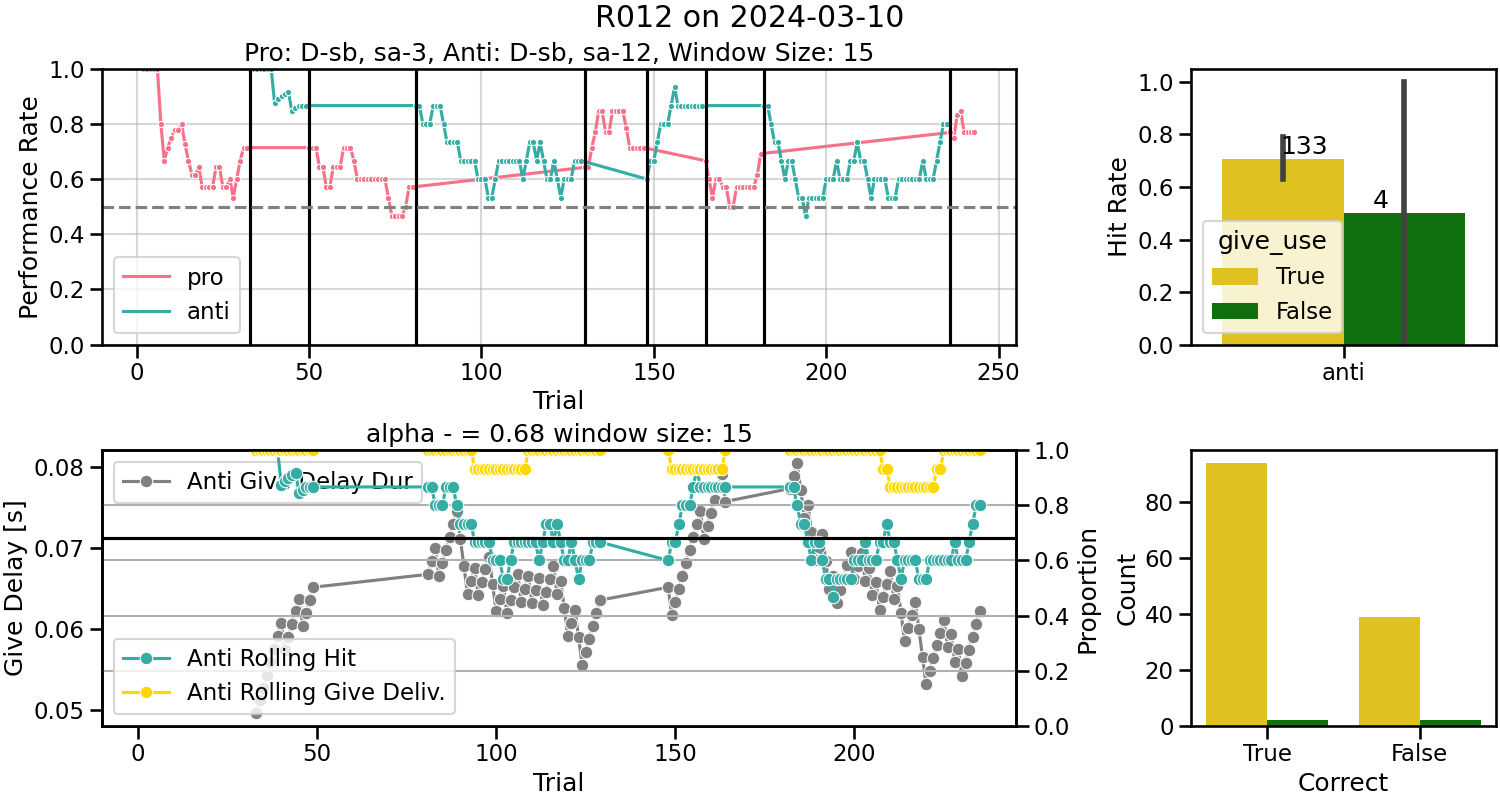 R012 on 2024-03-10
Pro: D-sb, sa-3, Anti: D-sb, sa-12, Window Size: 15
Performance Rate
1.0
0.8
0.6
0.4
0.2
0.0
pro
anti
0
50
100
150
200
250
Trial
Hit Rate
1.0
0.8
0.6
0.4
0.2
0.0
133
4
give_use
True
False
anti
alpha - = 0.68 window size: 15
Give Delay [s]
0.08
0.07
0.06
0.05
Anti Give Delay Dur
Anti Rolling Hit
Anti Rolling Give Deliv.
1.0
0.8
0.6
0.4
0.2
0.0
Proportion
0
50
100
150
200
Trial
Count
80
60
40
20
0
True
False
Correct